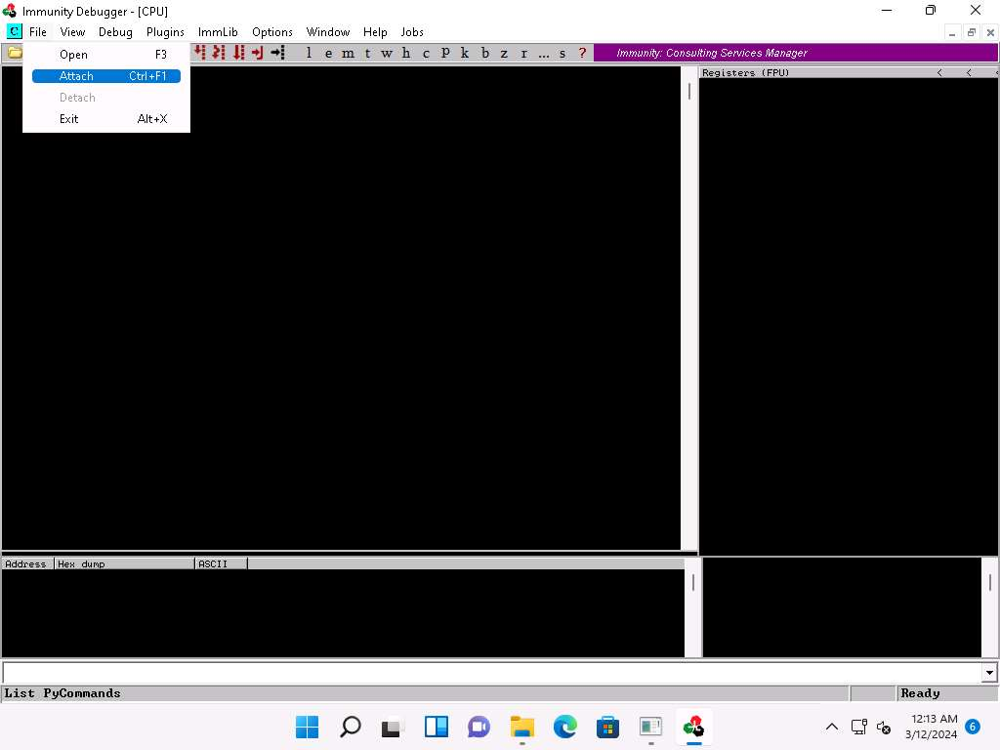 Immunity Debugger - [CPU]
C File View Debug Plugins ImmLib Options Window Help Jobs
l e m t w h c P k b z r ... s ? Immunity: Consulting Services Manager
Open F3
Attach Ctrl+F1
Detach
Exit Alt+X
Registers (FPU) < < <
Address Hex dump ASCII
List PyCommands Ready
12:13 AM
3/12/2024 6